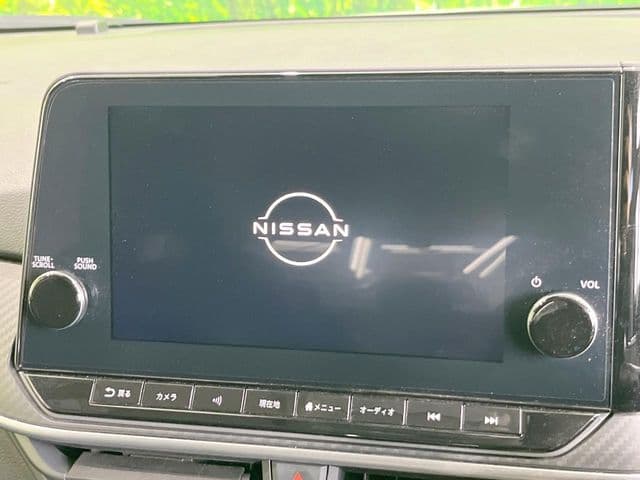 NISSAN
TUNE•
SCROLL
PUSH
SOUND
VOL
戻る
カメラ
現在地
メニュー
オーディオ